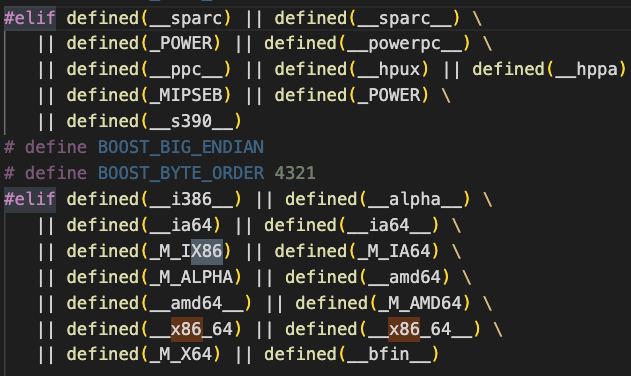 #elif defined(__sparc) || defined(__sparc__) \
|| defined(_POWER) || defined(__powerpc__) \
|| defined(__ppc__) || defined(__hpux) || defined(__hppa)
|| defined(_MIPSEB) || defined(_POWER) \
|| defined(__s390__)
# define BOOST_BIG_ENDIAN
# define BOOST_BYTE_ORDER 4321
#elif defined(__i386__) || defined(__alpha__) \
|| defined(__ia64) || defined(__ia64__) \
|| defined(_M_IX86) || defined(_M_IA64) \
|| defined(_M_ALPHA) || defined(__amd64) \
|| defined(__amd64__) || defined(_M_AMD64) \
|| defined(__x86_64) || defined(__x86_64__) \
|| defined(_M_X64) || defined(__bfin__)